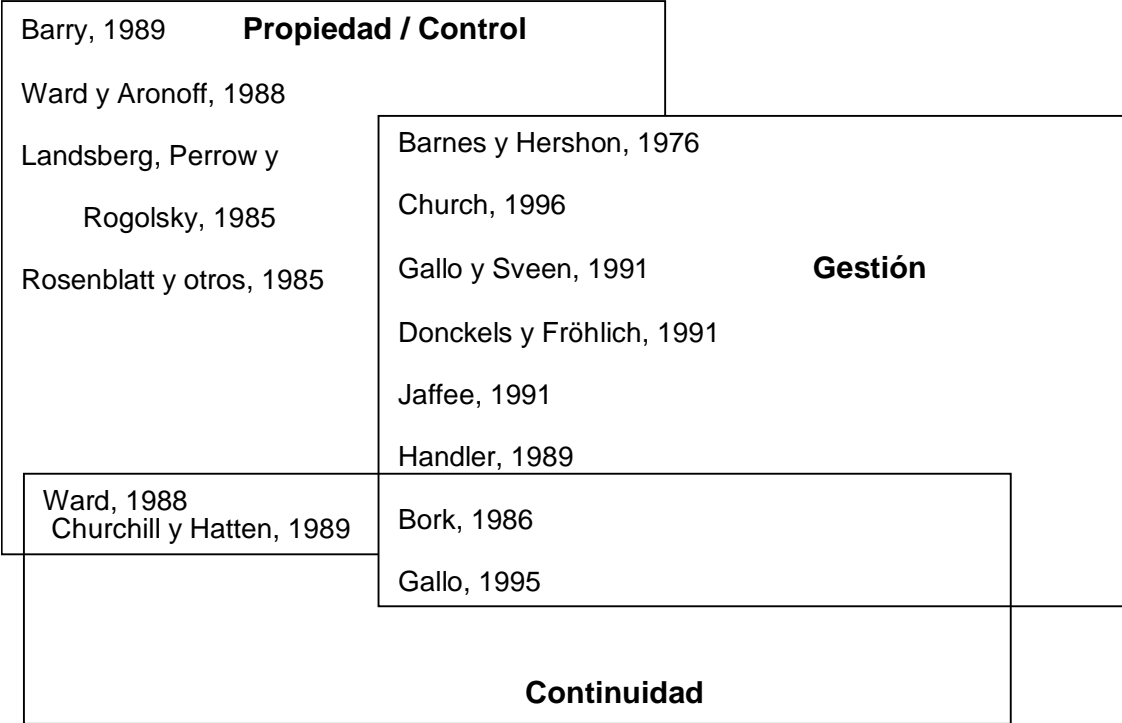 Barry, 1989 Propiedad / Control
Ward y Aronoff, 1988
Landsberg, Perrow y
Rogolsky, 1985
Rosenblatt y otros, 1985
Barnes y Hershon, 1976
Church, 1996
Gallo y Sveen, 1991 Gestión
Donckels y Fröhlich, 1991
Jaffee, 1991
Handler, 1989
Ward, 1988
Churchill y Hatten, 1989
Bork, 1986
Gallo, 1995
Continuidad